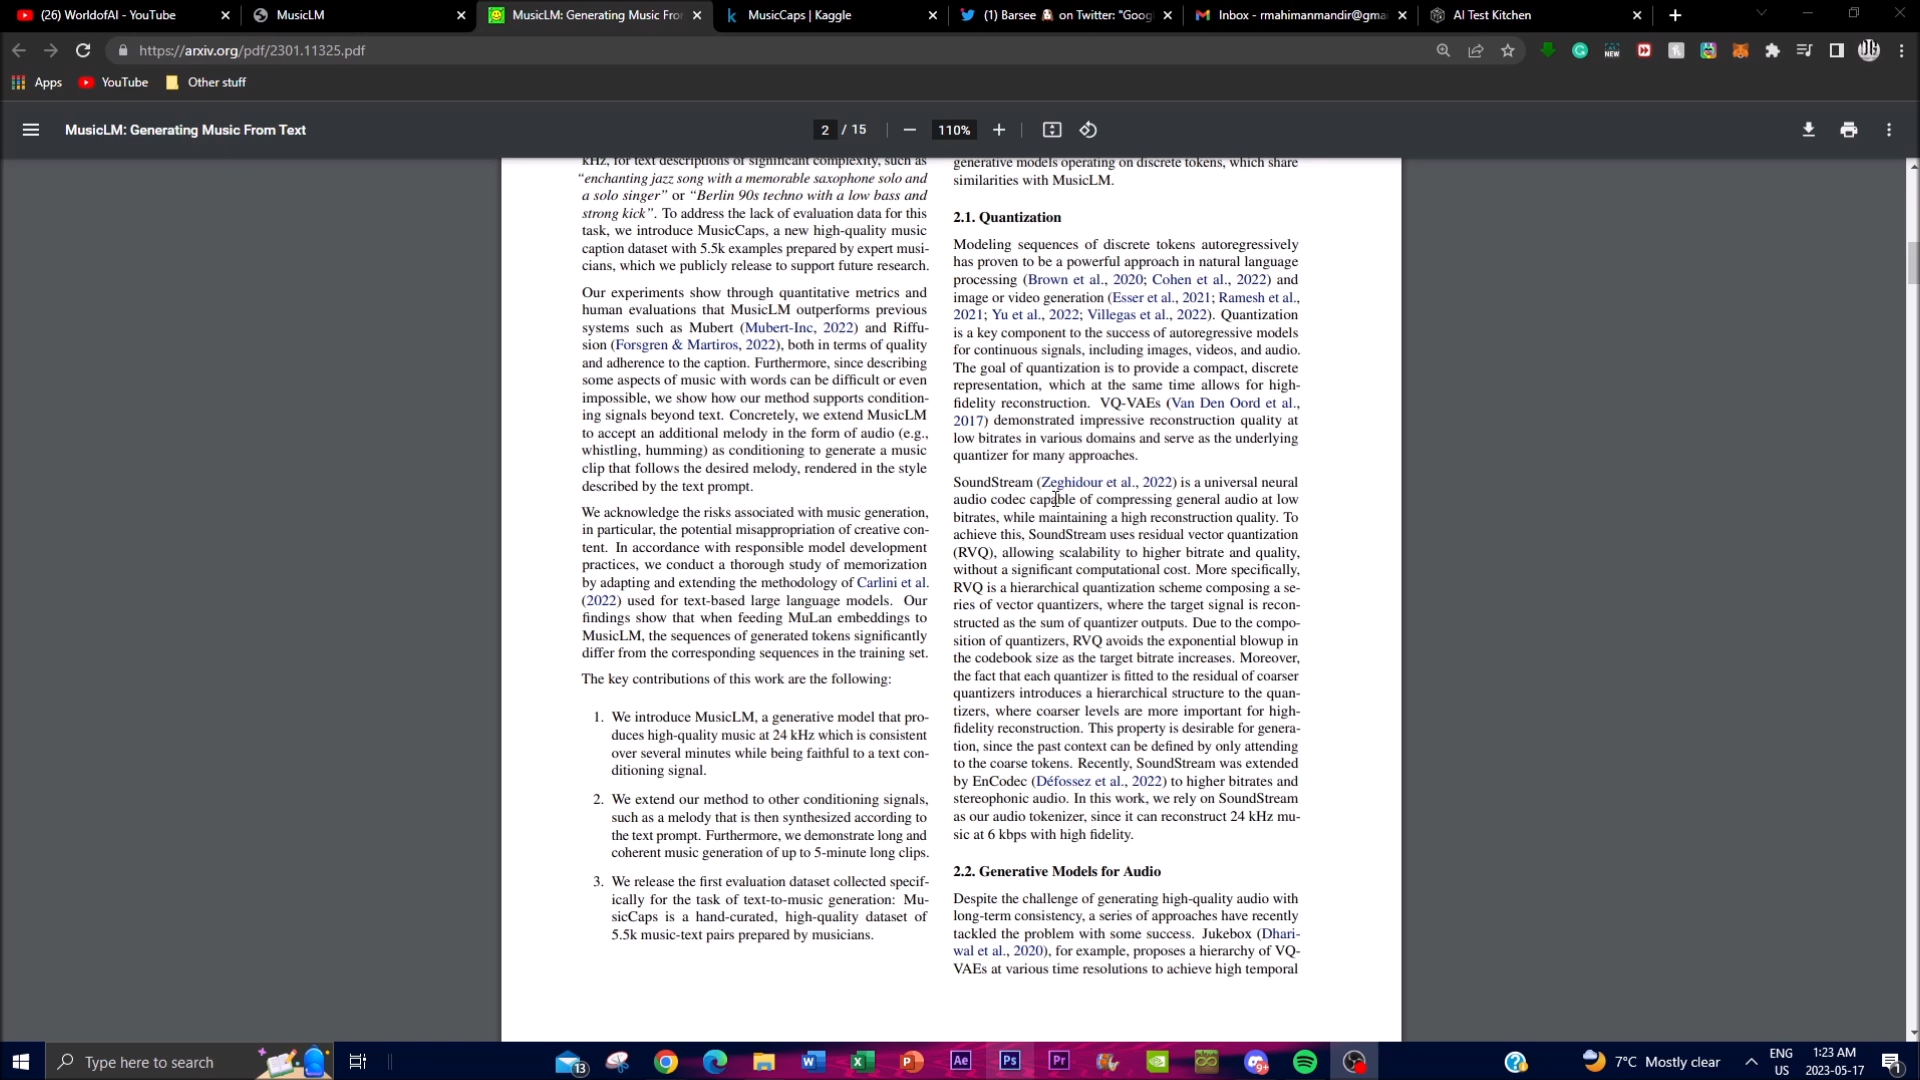 (26) WorldofAI - YouTube
MusicLM
MusicLM: Generating Music Fro
MusicCaps | Kaggle
(1) Barsee on Twitter: "Goog
Inbox - rmahimanmandir@gma
AI Test Kitchen
https://arxiv.org/pdf/2301.11325.pdf
NEW
Apps
YouTube
Other stuff
MusicLM: Generating Music From Text
2 / 15
110%
kHz, for text descriptions of significant complexity, such as
“enchanting jazz song with a memorable saxophone solo and
a solo singer” or “Berlin 90s techno with a low bass and
strong kick”. To address the lack of evaluation data for this
task, we introduce MusicCaps, a new high-quality music
caption dataset with 5.5k examples prepared by expert musi-
cians, which we publicly release to support future research.
Our experiments show through quantitative metrics and
human evaluations that MusicLM outperforms previous
systems such as Mubert (Mubert-Inc, 2022) and Riffu-
sion (Forsgren & Martiros, 2022), both in terms of quality
and adherence to the caption. Furthermore, since describing
some aspects of music with words can be difficult or even
impossible, we show how our method supports condition-
ing signals beyond text. Concretely, we extend MusicLM
to accept an additional melody in the form of audio (e.g.,
whistling, humming) as conditioning to generate a music
clip that follows the desired melody, rendered in the style
described by the text prompt.
We acknowledge the risks associated with music generation,
in particular, the potential misappropriation of creative con-
tent. In accordance with responsible model development
practices, we conduct a thorough study of memorization
by adapting and extending the methodology of Carlini et al.
(2022) used for text-based large language models. Our
findings show that when feeding MuLan embeddings to
MusicLM, the sequences of generated tokens significantly
differ from the corresponding sequences in the training set.
The key contributions of this work are the following:
1. We introduce MusicLM, a generative model that pro-
duces high-quality music at 24 kHz which is consistent
over several minutes while being faithful to a text con-
ditioning signal.
2. We extend our method to other conditioning signals,
such as a melody that is then synthesized according to
the text prompt. Furthermore, we demonstrate long and
coherent music generation of up to 5-minute long clips.
3. We release the first evaluation dataset collected specif-
ically for the task of text-to-music generation: Mu-
sicCaps is a hand-curated, high-quality dataset of
5.5k music-text pairs prepared by musicians.
generative models operating on discrete tokens, which share
similarities with MusicLM.
2.1. Quantization
Modeling sequences of discrete tokens autoregressively
has proven to be a powerful approach in natural language
processing (Brown et al., 2020; Cohen et al., 2022) and
image or video generation (Esser et al., 2021; Ramesh et al.,
2021; Yu et al., 2022; Villegas et al., 2022). Quantization
is a key component to the success of autoregressive models
for continuous signals, including images, videos, and audio.
The goal of quantization is to provide a compact, discrete
representation, which at the same time allows for high-
fidelity reconstruction. VQ-VAEs (Van Den Oord et al.,
2017) demonstrated impressive reconstruction quality at
low bitrates in various domains and serve as the underlying
quantizer for many approaches.
SoundStream (Zeghidour et al., 2022) is a universal neural
audio codec capable of compressing general audio at low
bitrates, while maintaining a high reconstruction quality. To
achieve this, SoundStream uses residual vector quantization
(RVQ), allowing scalability to higher bitrate and quality,
without a significant computational cost. More specifically,
RVQ is a hierarchical quantization scheme composing a se-
ries of vector quantizers, where the target signal is recon-
structed as the sum of quantizer outputs. Due to the compo-
sition of quantizers, RVQ avoids the exponential blowup in
the codebook size as the target bitrate increases. Moreover,
the fact that each quantizer is fitted to the residual of coarser
quantizers introduces a hierarchical structure to the quan-
tizers, where coarser levels are more important for high-
fidelity reconstruction. This property is desirable for genera-
tion, since the past context can be defined by only attending
to the coarse tokens. Recently, SoundStream was extended
by EnCodec (Défossez et al., 2022) to higher bitrates and
stereophonic audio. In this work, we rely on SoundStream
as our audio tokenizer, since it can reconstruct 24 kHz mu-
sic at 6 kbps with high fidelity.
2.2. Generative Models for Audio
Despite the challenge of generating high-quality audio with
long-term consistency, a series of approaches have recently
tackled the problem with some success. Jukebox (Dhari-
wal et al., 2020), for example, proposes a hierarchy of VQ-
VAEs at various time resolutions to achieve high temporal
Type here to search
13
W
X
P
Ae
Ps
Pr
9+
7°C Mostly clear
ENG
US
1:23 AM
2023-05-17
1